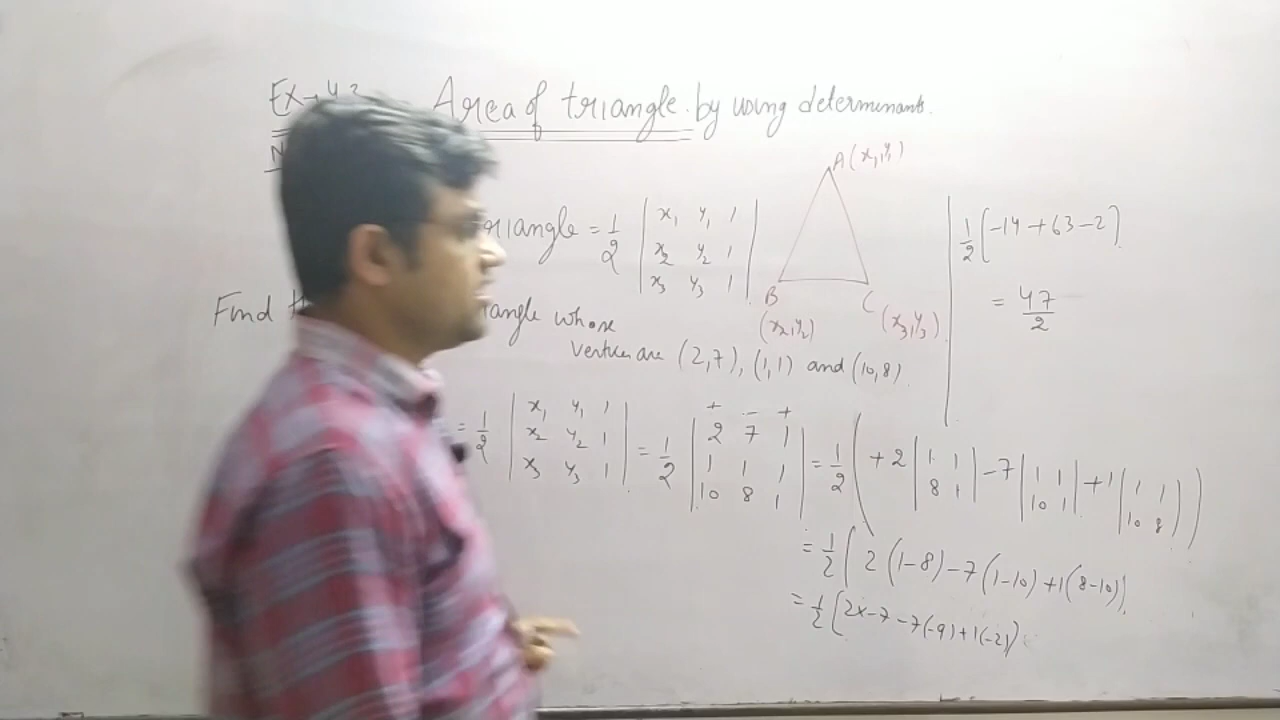 Ex → 4.2 Area of triangle. by using determinants.
N
A (x₁, y₁)
riangle = 1/2 | x₁ y₁ 1 |
| x₂ y₂ 1 |
| x₃ y₃ 1 |
B C
(x₂, y₂) (x₃, y₃)
Find th angle whose
vertices are (2,7), (1,1) and (10,8).
= 1/2 | x₁ y₁ 1 | = 1/2 | 2 7 1 | = 1/2 ( +2 | 1 1 | -7 | 1 1 | +1 | 1 1 | )
| x₂ y₂ 1 | | 1 1 1 | | 8 1 | | 10 1 | | 10 8 |
| x₃ y₃ 1 | | 10 8 1 |
+ - +
= 1/2 [ 2 (1-8) -7 (1-10) +1 (8-10) ]
= 1/2 [ 2x-7 -7(-9) +1(-2) ]
1/2 [ -14 + 63 - 2 ]
= 47/2